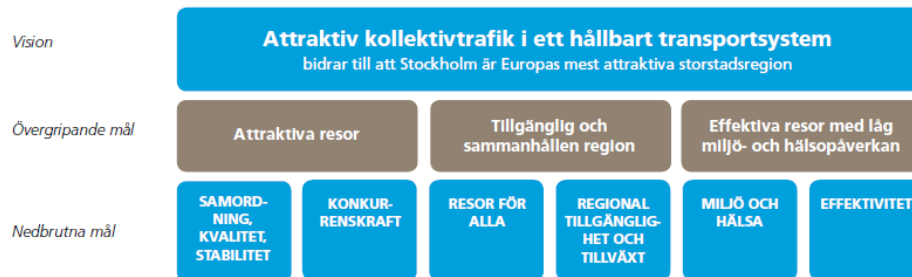 Vision
Attraktiv kollektivtrafik i ett hållbart transportsystem
bidrar till att Stockholm är Europas mest attraktiva storstadsregion
Övergripande mål
Attraktiva resor
Tillgänglig och
sammanhållen region
Effektiva resor med låg
miljö- och hälsopåverkan
Nedbrutna mål
SAMORD-
NING,
KVALITET,
STABILITET
KONKUR-
RENSKRAFT
RESOR FÖR
ALLA
REGIONAL
TILLGÄNGLIG-
HET OCH
TILLVÄXT
MILJÖ OCH
HÄLSA
EFFEKTIVITET